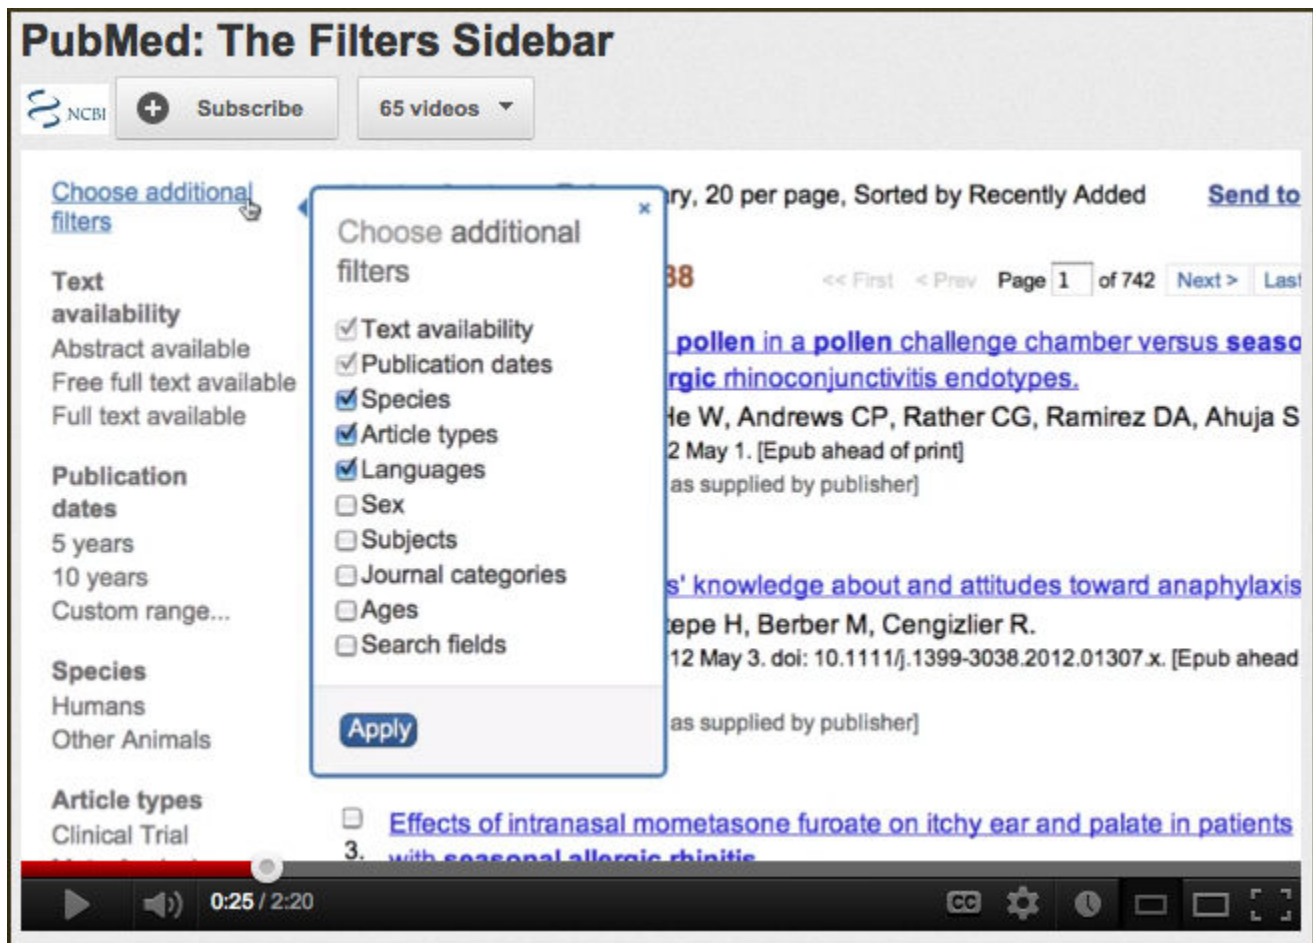 PubMed: The Filters Sidebar
NCBI
Subscribe
65 videos
Choose additional
filters
Text
availability
Abstract available
Free full text available
Full text available
Publication
dates
5 years
10 years
Custom range...
Species
Humans
Other Animals
Article types
Clinical Trial
Choose additional
filters
×
Text availability
Publication dates
Species
Article types
Languages
Sex
Subjects
Journal categories
Ages
Search fields
Apply
ry, 20 per page, Sorted by Recently Added Send to
38 << First < Prev Page 1 of 742 Next > Last
pollen in a pollen challenge chamber versus seaso
rgic rhinoconjunctivitis endotypes.
He W, Andrews CP, Rather CG, Ramirez DA, Ahuja S
2 May 1. [Epub ahead of print]
as supplied by publisher]
s' knowledge about and attitudes toward anaphylaxis
tepe H, Berber M, Cengizlier R.
12 May 3. doi: 10.1111/j.1399-3038.2012.01307.x. [Epub ahead
as supplied by publisher]
3. Effects of intranasal mometasone furoate on itchy ear and palate in patients
with seasonal allergic rhinitis
0:25 / 2:20
CC